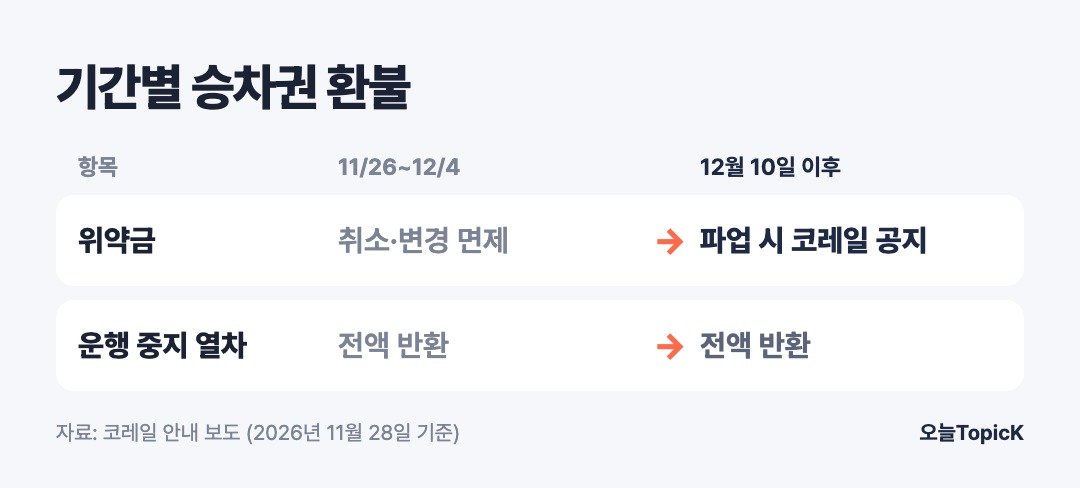 기간별 승차권 환불
항목 11/26~12/4 12월 10일 이후
위약금 취소·변경 면제 → 파업 시 코레일 공지
운행 중지 열차 전액 반환 → 전액 반환
자료: 코레일 안내 보도 (2026년 11월 28일 기준) 오늘TopicK